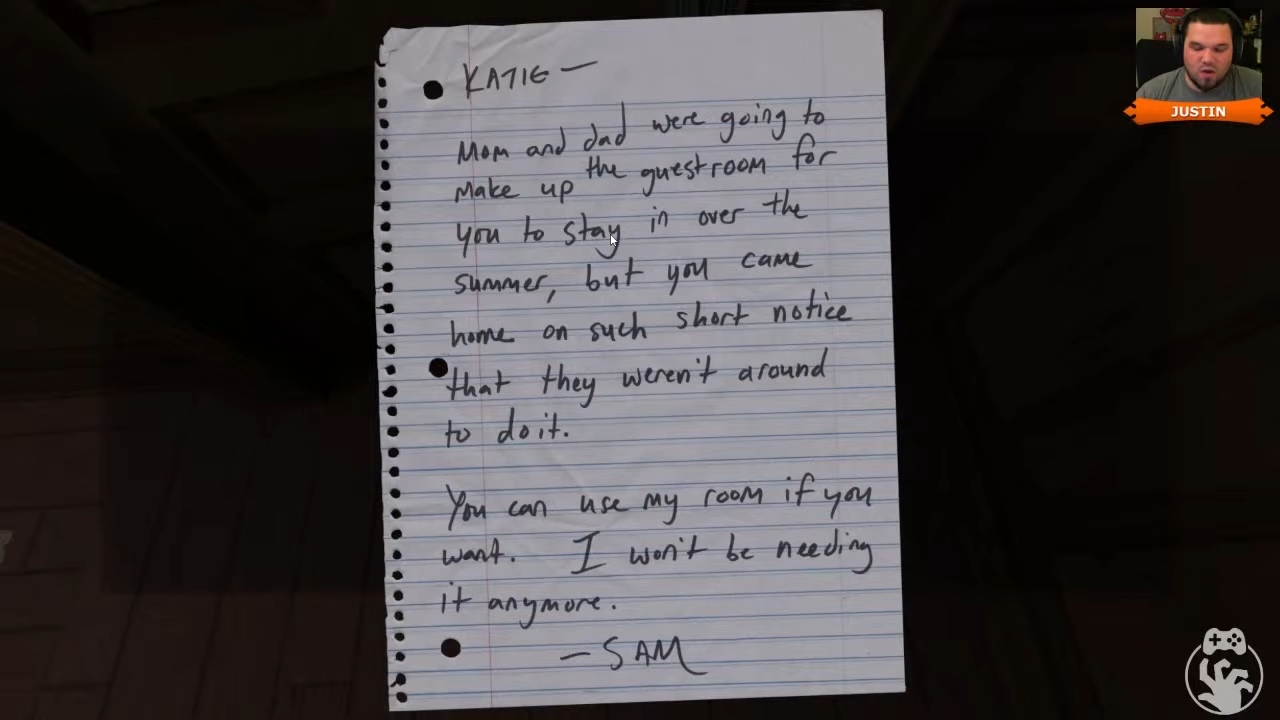 KATIE —
Mom and dad were going to
make up the guestroom for
you to stay in over the
summer, but you came
home on such short notice
that they weren't around
to do it.
You can use my room if you
want. I won't be needing
it anymore.
— SAM
JUSTIN